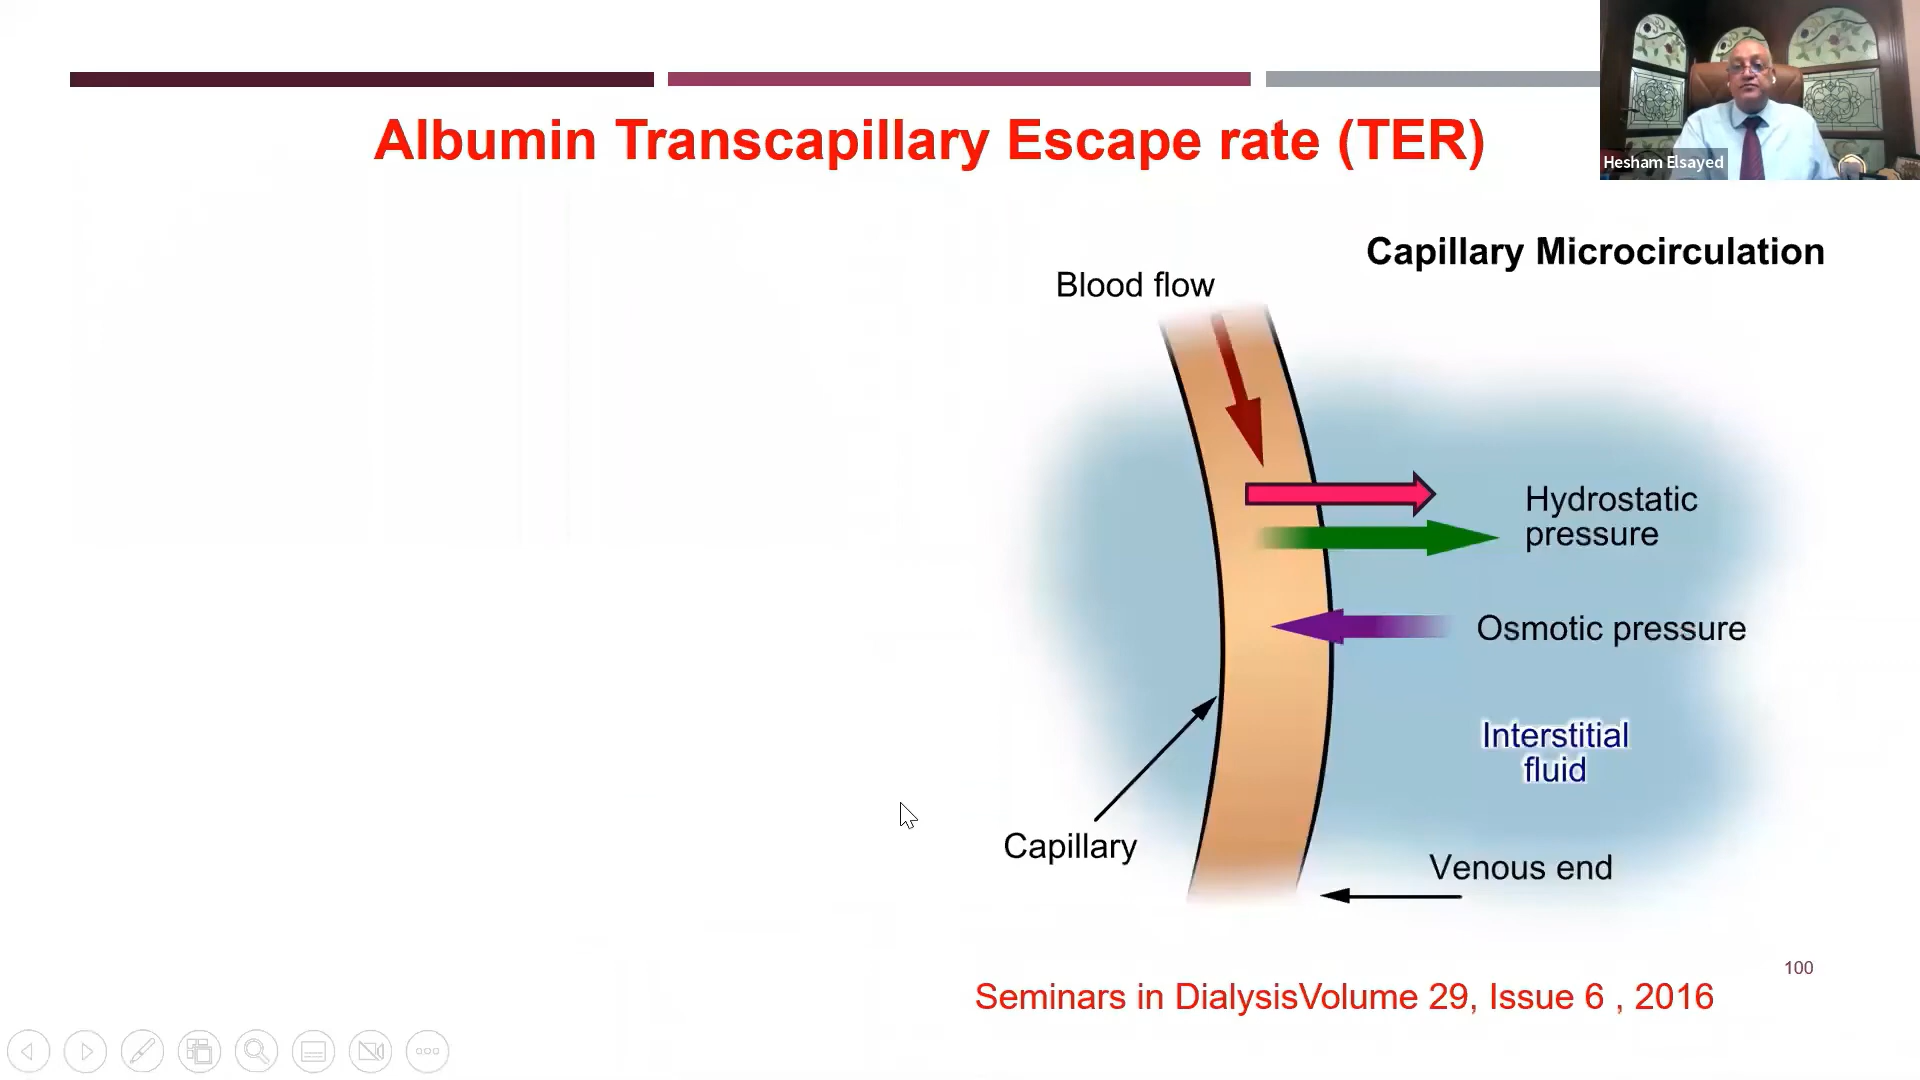 Albumin Transcapillary Escape rate (TER)
Hesham Elsayed
Capillary Microcirculation
Blood flow
Hydrostatic
pressure
Osmotic pressure
Interstitial
fluid
Capillary
Venous end
100
Seminars in DialysisVolume 29, Issue 6 , 2016